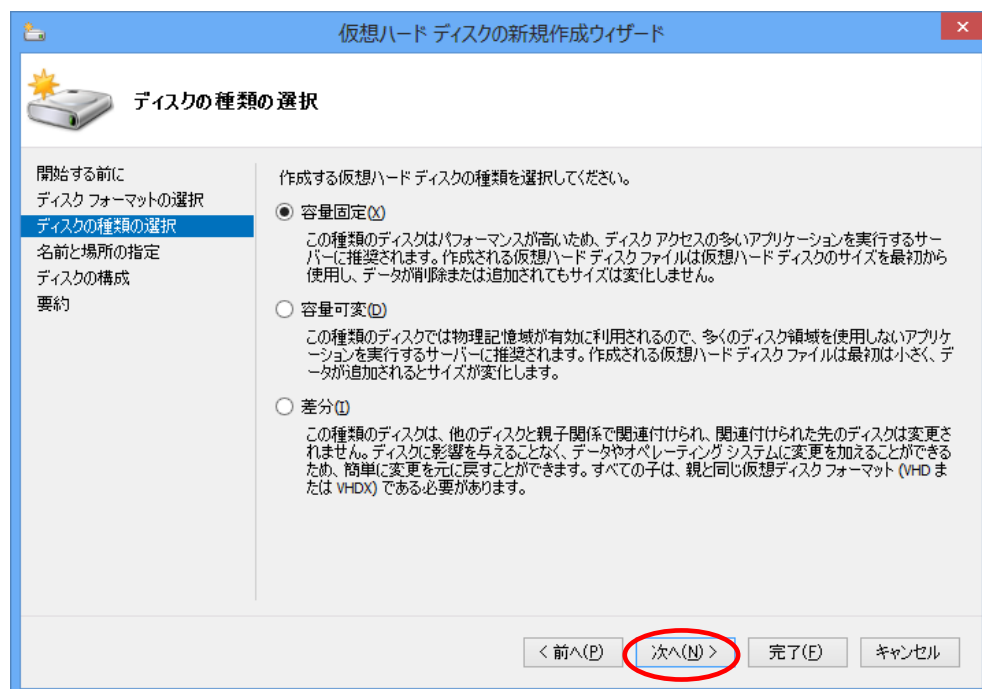 仮想ハード ディスクの新規作成ウィザード
ディスクの種類の選択
開始する前に
ディスク フォーマットの選択
ディスクの種類の選択
名前と場所の指定
ディスクの構成
要約
作成する仮想ハード ディスクの種類を選択してください。
容量固定(X)
この種類のディスクはパフォーマンスが高いため、ディスク アクセスの多いアプリケーションを実行するサー
バーに推奨されます。作成される仮想ハード ディスク ファイルは仮想ハード ディスクのサイズを最初から
使用し、データが削除または追加されてもサイズは変化しません。
容量可変(D)
この種類のディスクでは物理記憶域が有効に利用されるので、多くのディスク領域を使用しないアプリケ
ーションを実行するサーバーに推奨されます。作成される仮想ハード ディスク ファイルは最初は小さく、デ
ータが追加されるとサイズが変化します。
差分(I)
この種類のディスクは、他のディスクと親子関係で関連付けられ、関連付けられた先のディスクは変更さ
れません。ディスクに影響を与えることなく、データやオペレーティング システムに変更を加えることができる
ため、簡単に変更を元に戻すことができます。すべての子は、親と同じ仮想ディスク フォーマット (VHD ま
たは VHDX) である必要があります。
< 前へ(P)
次へ(N) >
完了(F)
キャンセル